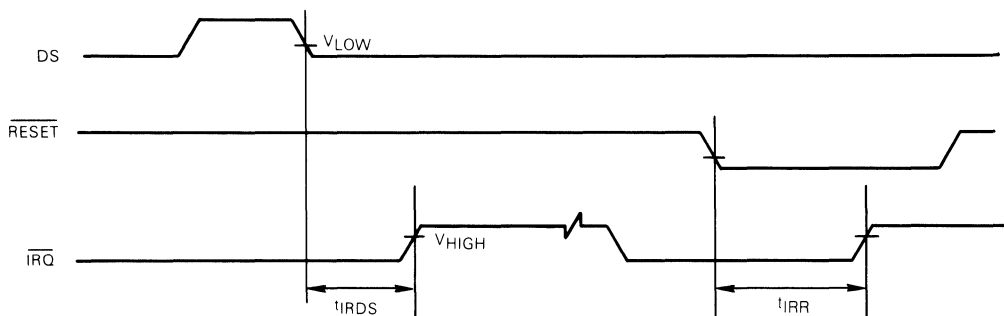 DS
VLOW
RESET
IRQ
VHIGH
tIRDS
tIRR